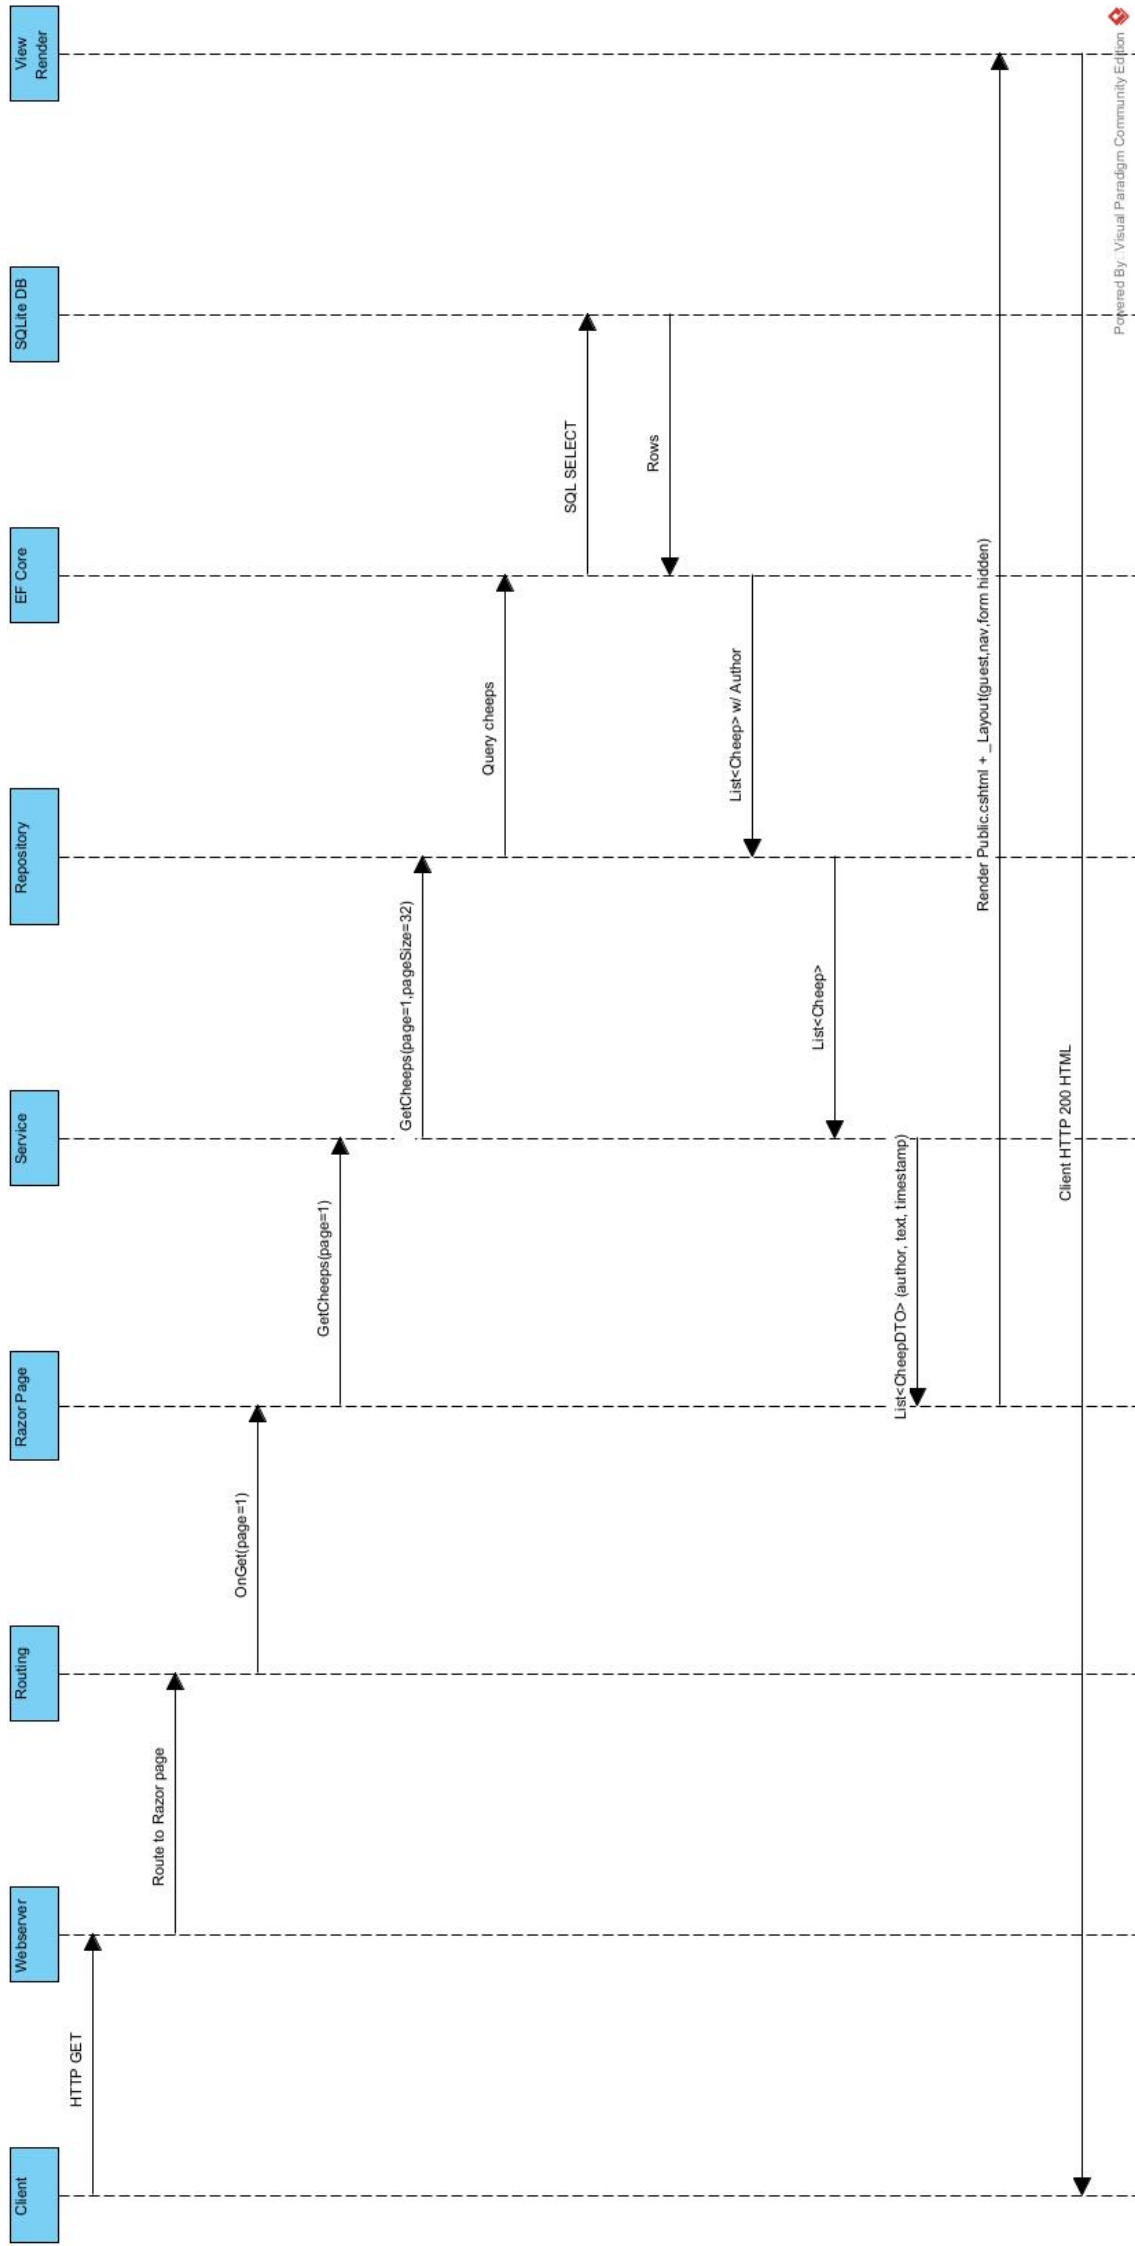 Client
Webserver
Routing
Razor Page
Service
Repository
EF Core
SQLite DB
View
Render
HTTP GET
Route to Razor page
OnGet(page=1)
GetCheeps(page=1)
GetCheeps(page=1,pageSize=32)
Query cheeps
SQL SELECT
Rows
List<Cheep> w/ Author
List<Cheep>
List<CheepDTO> (author, text, timestamp)
Render Public.cshtml + _Layout(guest,nav,form hidden)
Client HTTP 200 HTML
Powered By Visual Paradigm Community Edition